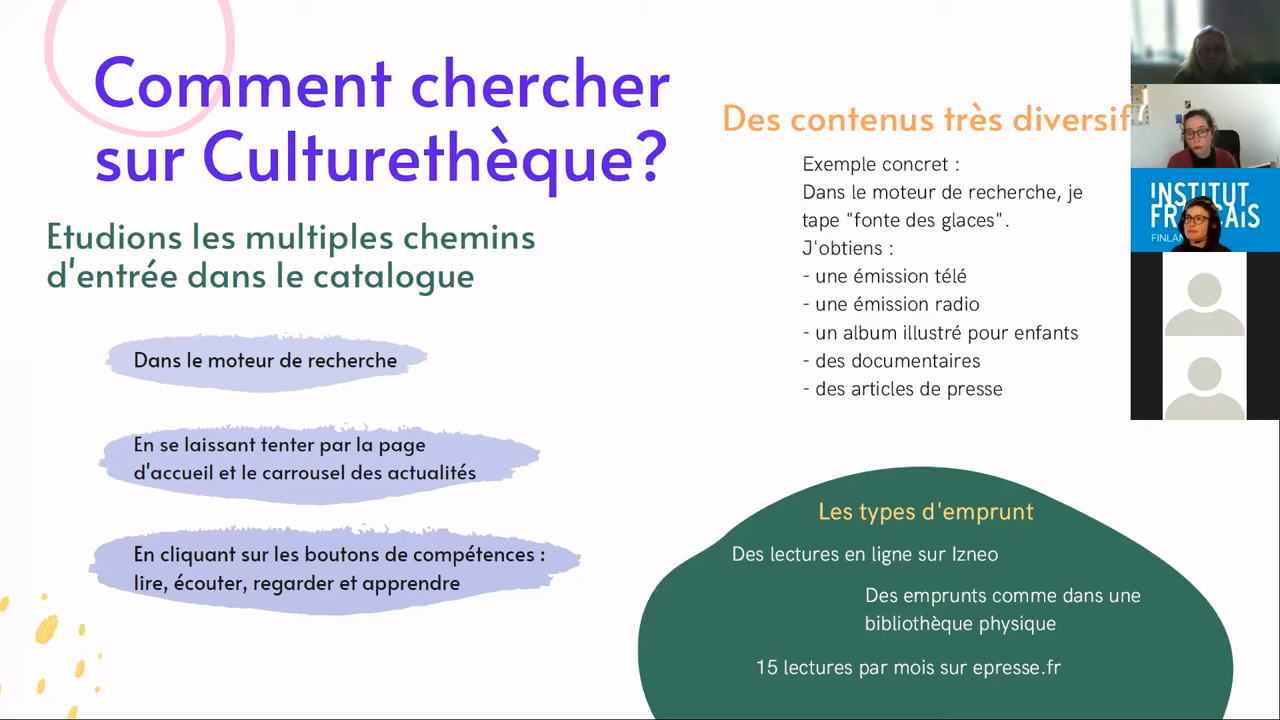 Comment chercher
sur Culturethèque?
Etudions les multiples chemins
d'entrée dans le catalogue
Dans le moteur de recherche
En se laissant tenter par la page
d'accueil et le carrousel des actualités
En cliquant sur les boutons de compétences :
lire, écouter, regarder et apprendre
Des contenus très diversif
Exemple concret :
Dans le moteur de recherche, je
tape "fonte des glaces".
J'obtiens :
- une émission télé
- une émission radio
- un album illustré pour enfants
- des documentaires
- des articles de presse
Les types d'emprunt
Des lectures en ligne sur Izneo
Des emprunts comme dans une
bibliothèque physique
15 lectures par mois sur epresse.fr
INSTITUT